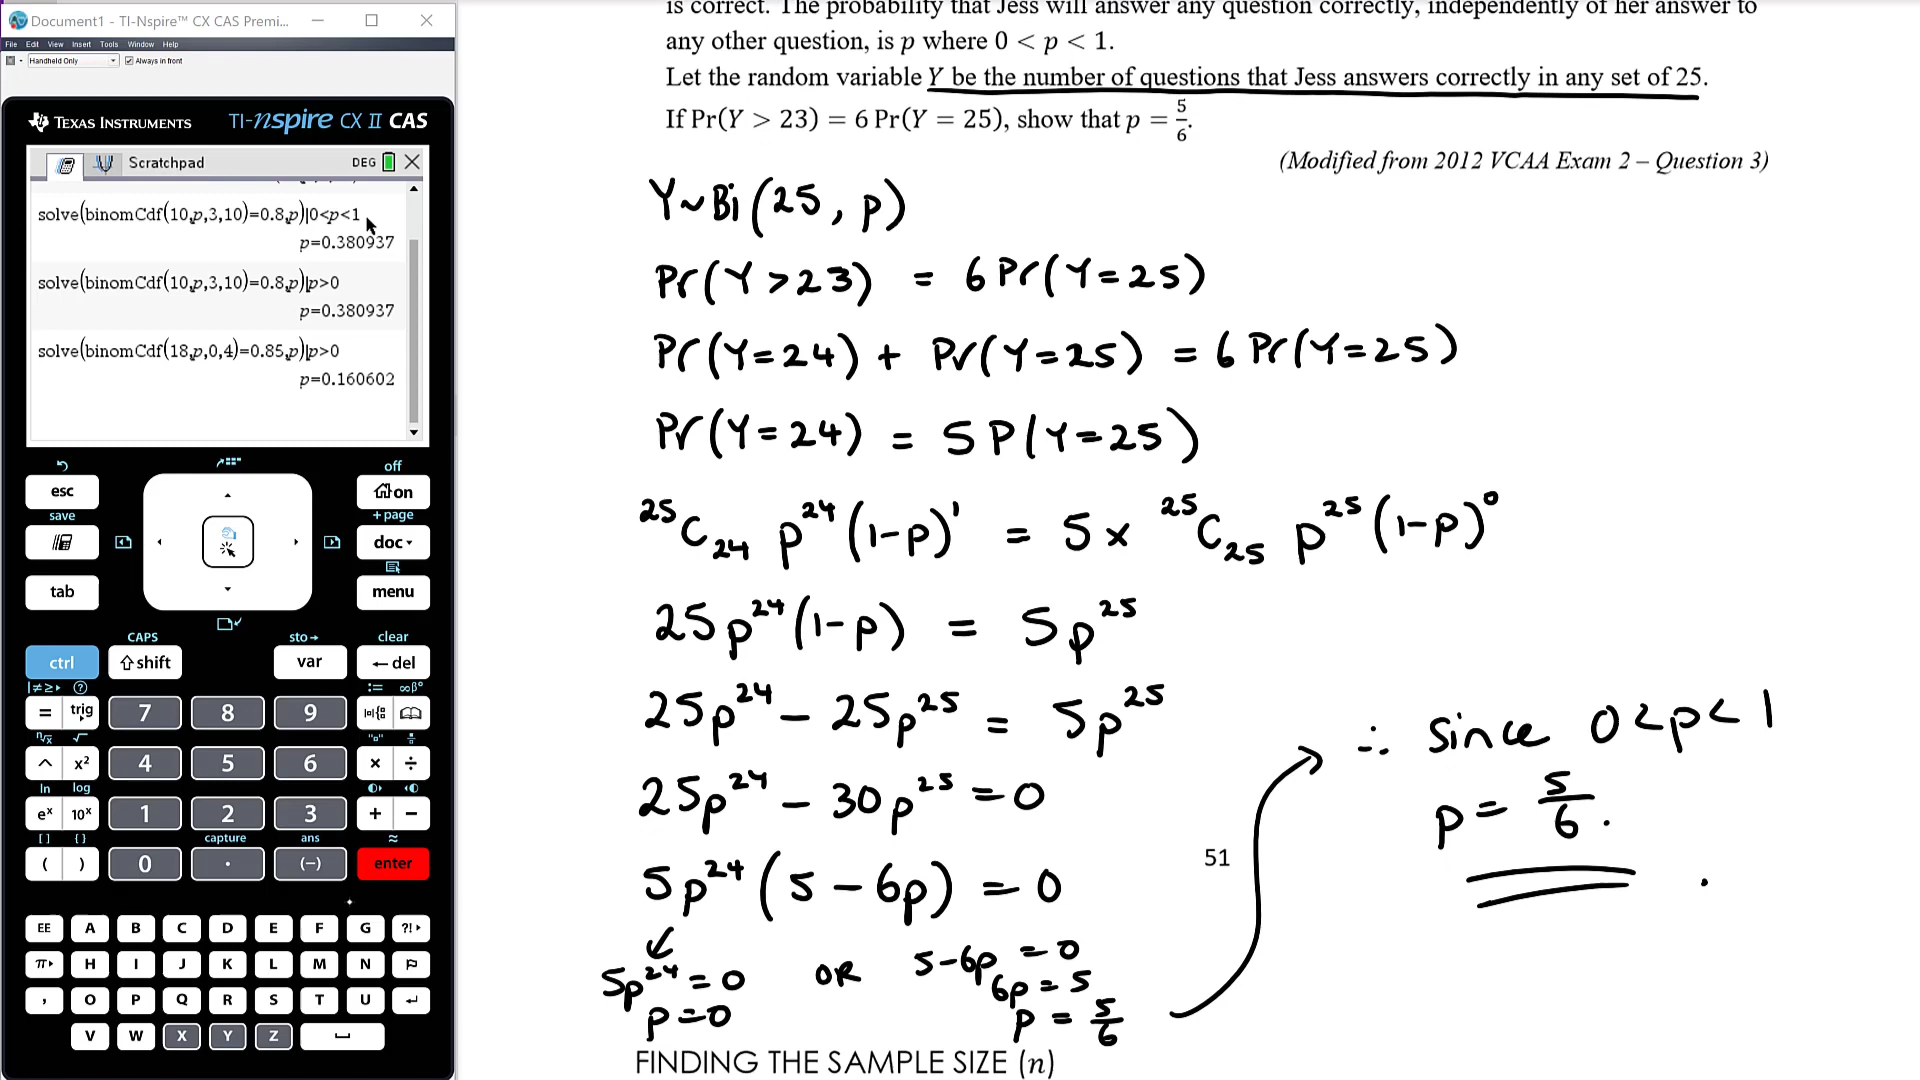 Document1 - TI-Nspire™ CX CAS Premi...
File Edit View Insert Tools Window Help
Handheld Only
Always in front
TEXAS INSTRUMENTS TI-nspire CX II CAS
Scratchpad DEG
solve(binomCdf(10,p,3,10)=0.8,p)|0<p<1
p=0.380937
solve(binomCdf(10,p,3,10)=0.8,p)|p>0
p=0.380937
solve(binomCdf(18,p,0,4)=0.85,p)|p>0
p=0.160602
off
esc on
save + page
doc
tab menu
CAPS sto→ clear
ctrl shift var ←del
= trig 7 8 9
^ x² 4 5 6 × ÷
ln log
eˣ 10ˣ 1 2 3 + −
[ ] { } capture ans ≈
( ) 0 . (−) enter
EE A B C D E F G ?!▸
π▸ H I J K L M N
, O P Q R S T U ↵
V W X Y Z
is correct. The probability that Jess will answer any question correctly, independently of her answer to
any other question, is p where 0 < p < 1.
Let the random variable Y be the number of questions that Jess answers correctly in any set of 25.
If Pr(Y > 23) = 6 Pr(Y = 25), show that p = 5/6.
(Modified from 2012 VCAA Exam 2 – Question 3)
Y~Bi(25, p)
Pr(Y>23) = 6Pr(Y=25)
Pr(Y=24) + Pr(Y=25) = 6Pr(Y=25)
Pr(Y=24) = 5P(Y=25)
²⁵C₂₄ p²⁴(1-p)¹ = 5 × ²⁵C₂₅ p²⁵(1-p)⁰
25p²⁴(1-p) = 5p²⁵
25p²⁴ - 25p²⁵ = 5p²⁵
25p²⁴ - 30p²⁵ = 0
5p²⁴(5 - 6p) = 0
5p²⁴ = 0 OR 5-6p = 0
p=0 6p = 5
p = 5/6
∴ since 0<p<1
p = 5/6.
51
FINDING THE SAMPLE SIZE (n)